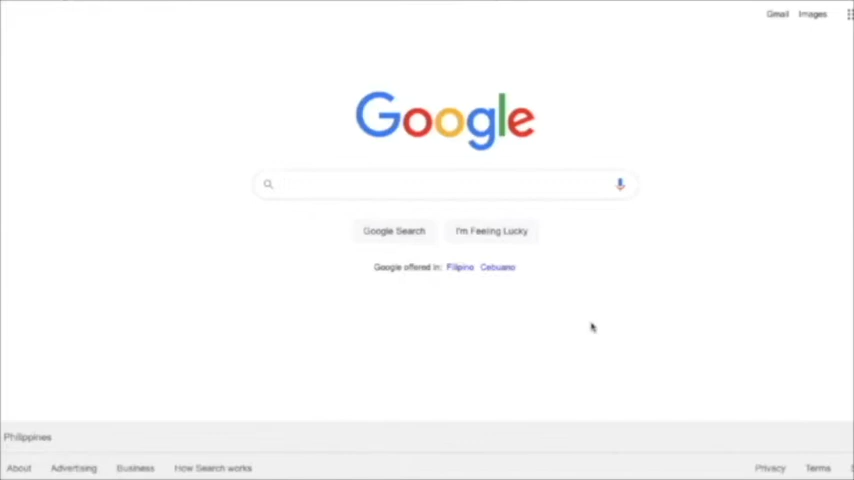 Gmail Images
Google
Google Search I'm Feeling Lucky
Google offered in: Filipino Cebuano
Philippines
About Advertising Business How Search works Privacy Terms